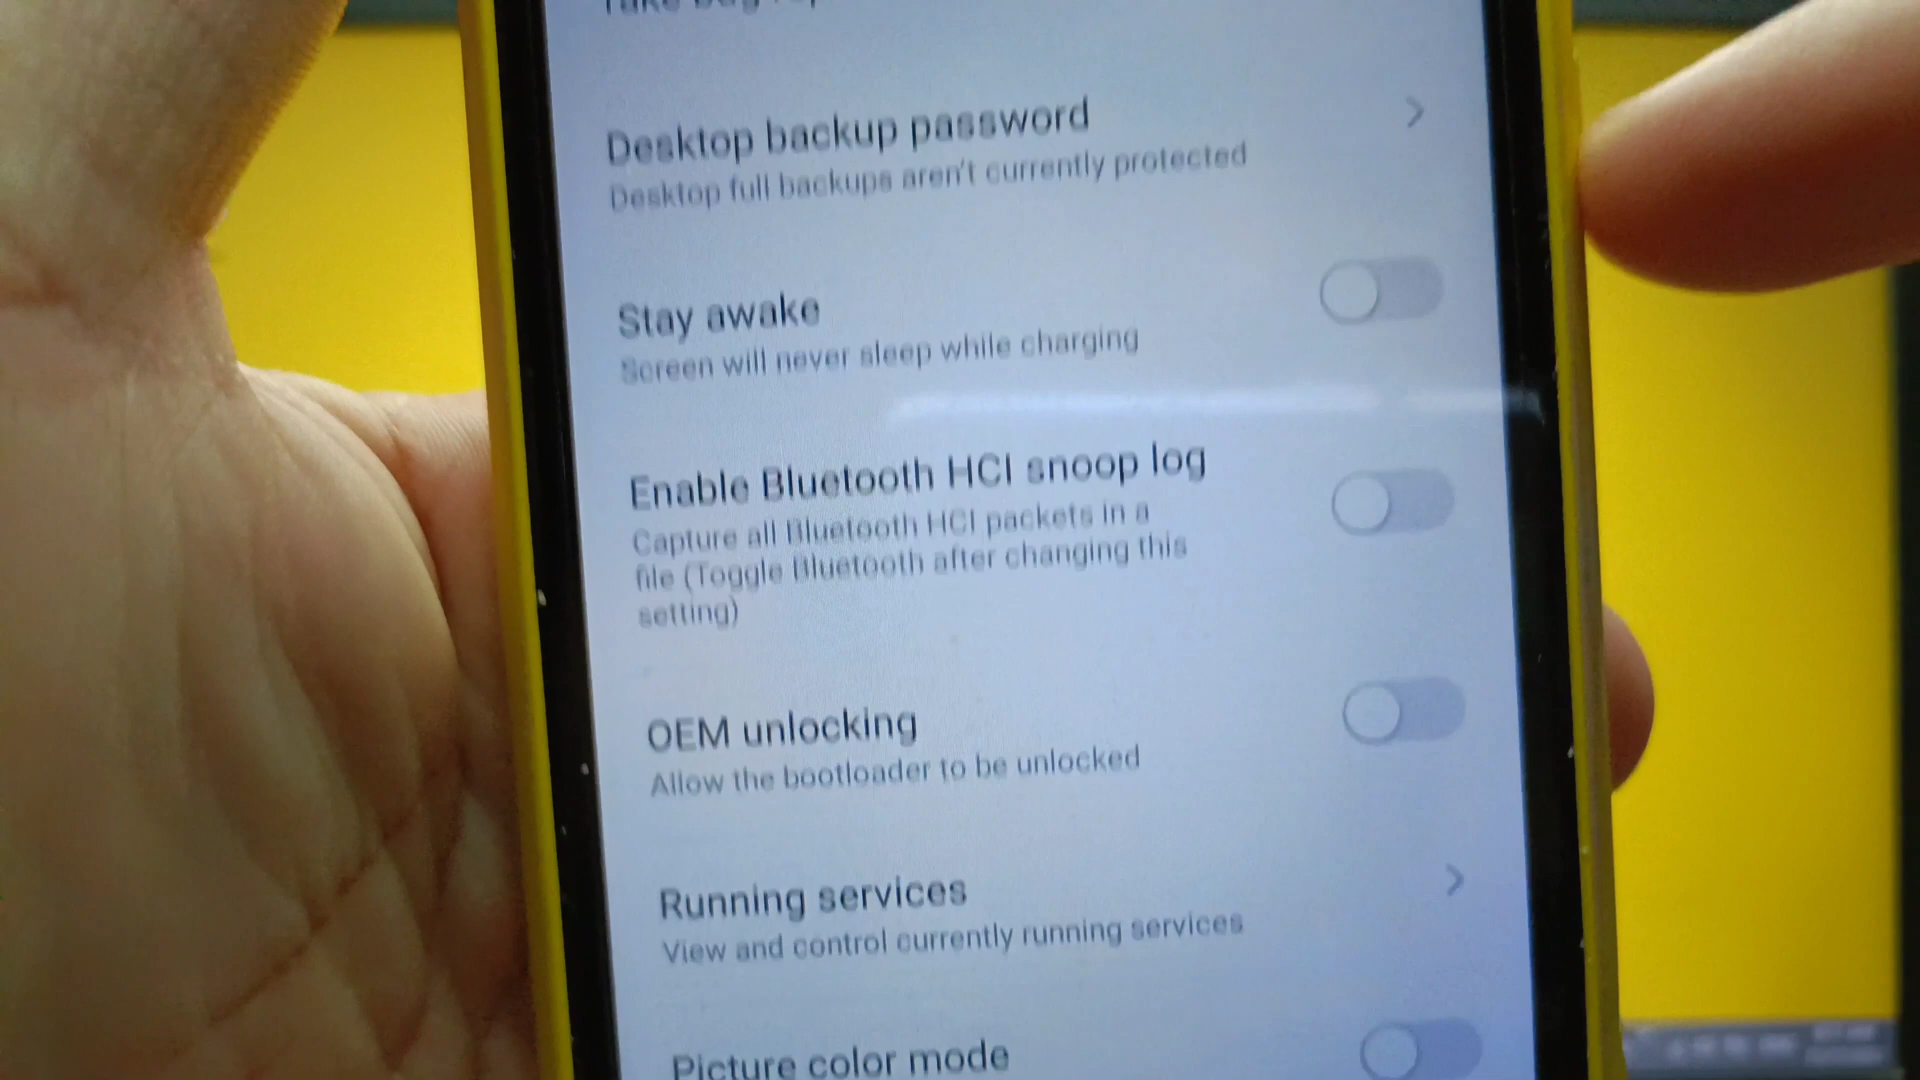 Take bug
Desktop backup password
Desktop full backups aren't currently protected
Stay awake
Screen will never sleep while charging
Enable Bluetooth HCI snoop log
Capture all Bluetooth HCI packets in a
file (Toggle Bluetooth after changing this
setting)
OEM unlocking
Allow the bootloader to be unlocked
Running services
View and control currently running services
Picture color mode